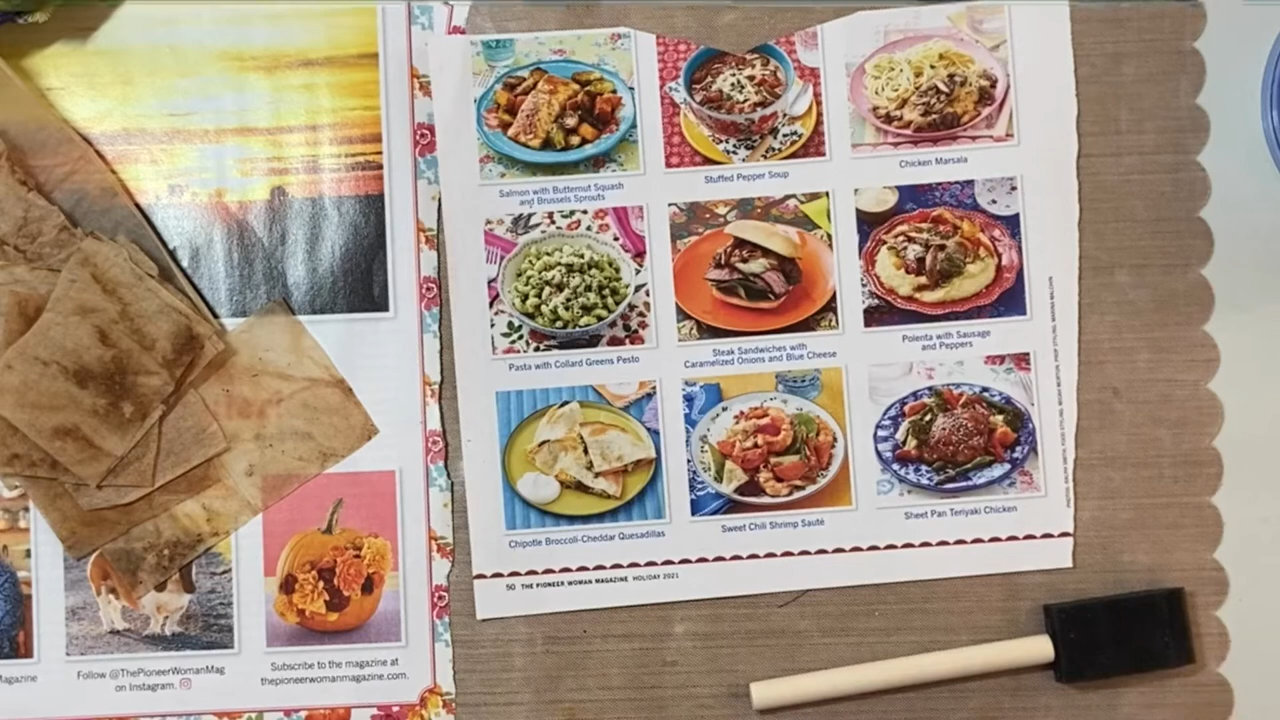 Salmon with Butternut Squash
and Brussels Sprouts
Stuffed Pepper Soup
Chicken Marsala
Pasta with Collard Greens Pesto
Steak Sandwiches with
Caramelized Onions and Blue Cheese
Polenta with Sausage
and Peppers
Chipotle Broccoli-Cheddar Quesadillas
Sweet Chili Shrimp Sauté
Sheet Pan Teriyaki Chicken
50 THE PIONEER WOMAN MAGAZINE HOLIDAY 2021
Magazine
Follow @ThePioneerWomanMag
on Instagram.
Subscribe to the magazine at
thepioneerwomanmagazine.com.